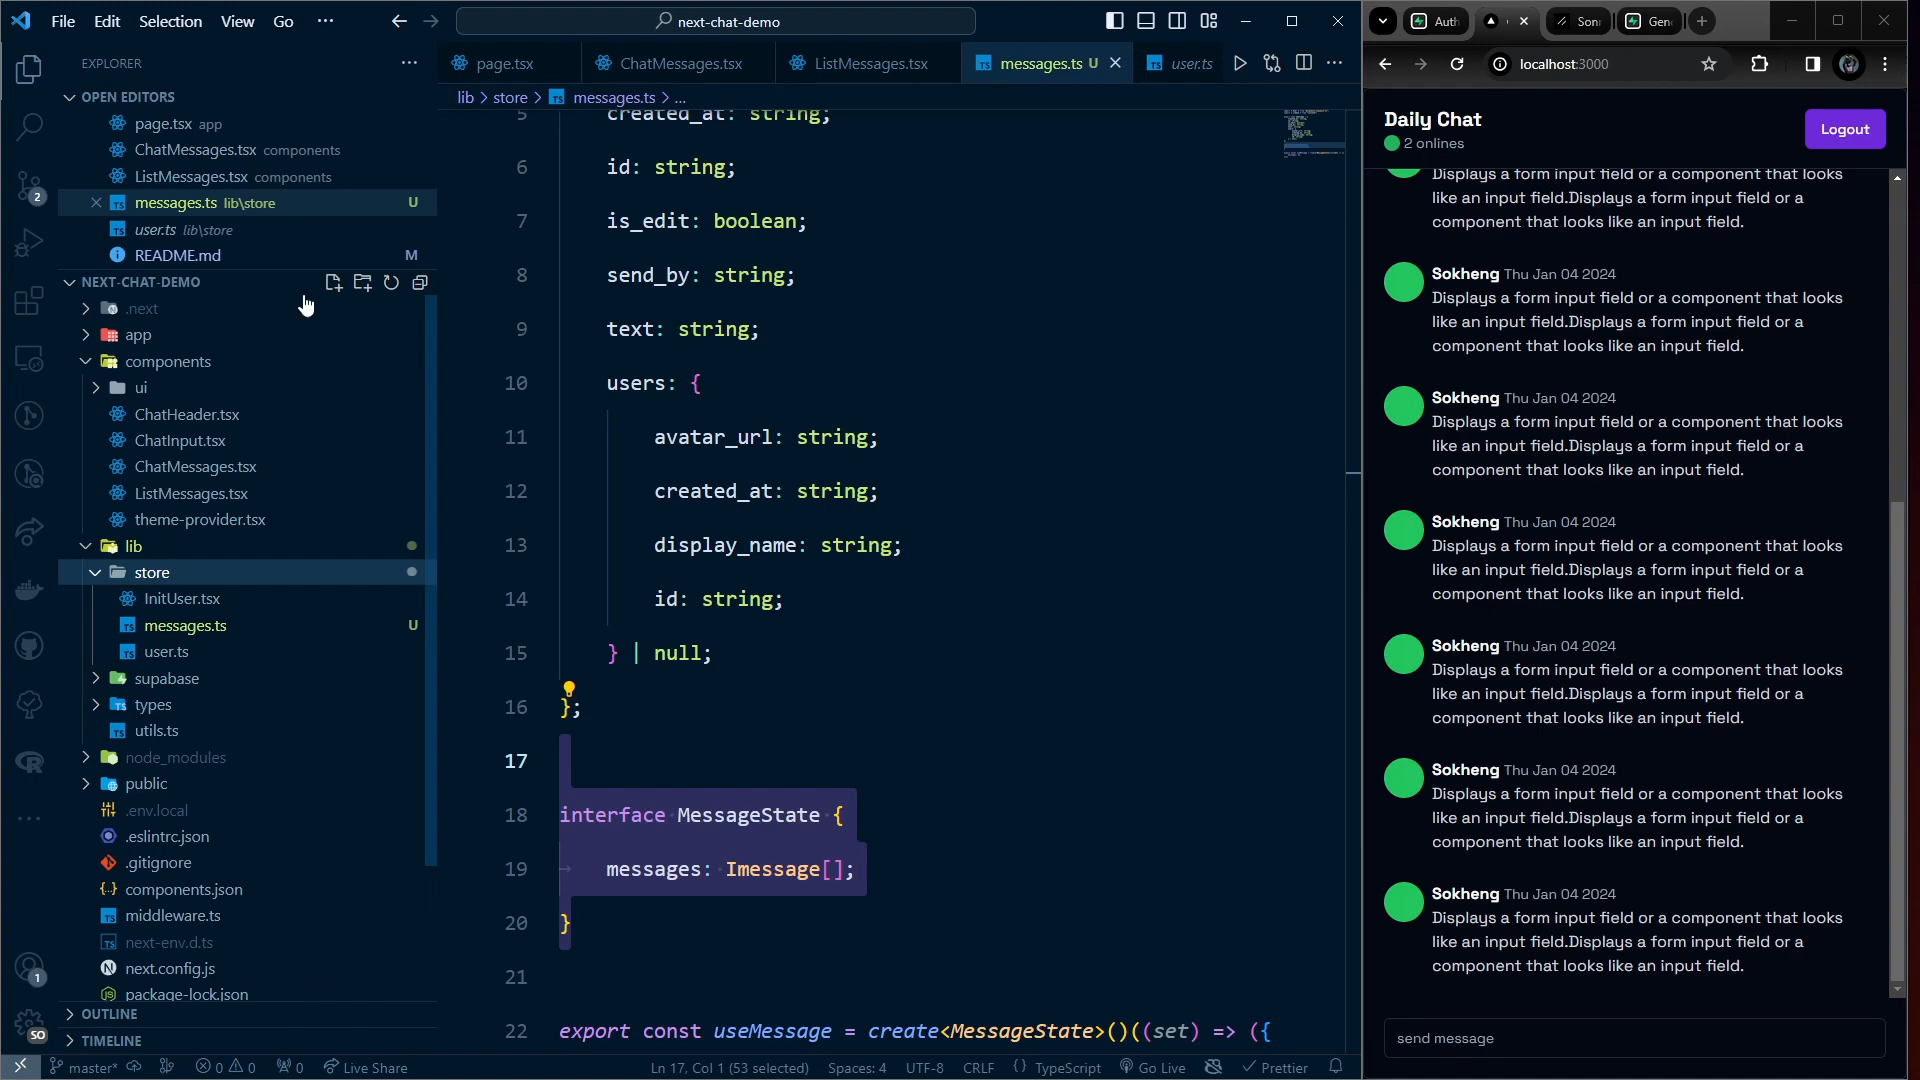 File Edit Selection View Go ···
next-chat-demo
EXPLORER
OPEN EDITORS
page.tsx app
ChatMessages.tsx components
ListMessages.tsx components
messages.ts lib\store U
user.ts lib\store
README.md M
NEXT-CHAT-DEMO
.next
app
components
ui
ChatHeader.tsx
ChatInput.tsx
ChatMessages.tsx
ListMessages.tsx
theme-provider.tsx
lib
store
InitUser.tsx
messages.ts U
user.ts
supabase
types
utils.ts
node_modules
public
.env.local
.eslintrc.json
.gitignore
components.json
middleware.ts
next-env.d.ts
next.config.js
package-lock.json
OUTLINE
TIMELINE
2
1
SO
page.tsx
ChatMessages.tsx
ListMessages.tsx
messages.ts U
user.ts
lib > store > messages.ts > ...
5 created_at: string;
6 id: string;
7 is_edit: boolean;
8 send_by: string;
9 text: string;
10 users: {
11 avatar_url: string;
12 created_at: string;
13 display_name: string;
14 id: string;
15 } | null;
16 };
17
18 interface MessageState {
19 messages: Imessage[];
20 }
21
22 export const useMessage = create<MessageState>()((set) => ({
master* 0 0 0 Live Share
Ln 17, Col 1 (53 selected) Spaces: 4 UTF-8 CRLF {} TypeScript Go Live Prettier
Auth
Sonn
Gene
localhost:3000
Daily Chat
2 onlines
Logout
Displays a form input field or a component that looks
like an input field.Displays a form input field or a
component that looks like an input field.
Sokheng Thu Jan 04 2024
Displays a form input field or a component that looks
like an input field.Displays a form input field or a
component that looks like an input field.
Sokheng Thu Jan 04 2024
Displays a form input field or a component that looks
like an input field.Displays a form input field or a
component that looks like an input field.
Sokheng Thu Jan 04 2024
Displays a form input field or a component that looks
like an input field.Displays a form input field or a
component that looks like an input field.
Sokheng Thu Jan 04 2024
Displays a form input field or a component that looks
like an input field.Displays a form input field or a
component that looks like an input field.
Sokheng Thu Jan 04 2024
Displays a form input field or a component that looks
like an input field.Displays a form input field or a
component that looks like an input field.
Sokheng Thu Jan 04 2024
Displays a form input field or a component that looks
like an input field.Displays a form input field or a
component that looks like an input field.
send message